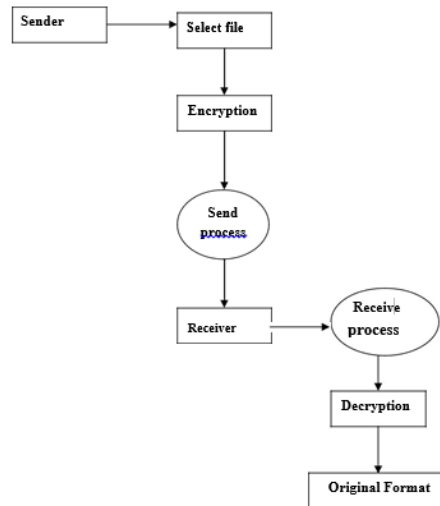 Sender
Select file
Encryption
Send
process
Receiver
Receive
process
Decryption
Original Format